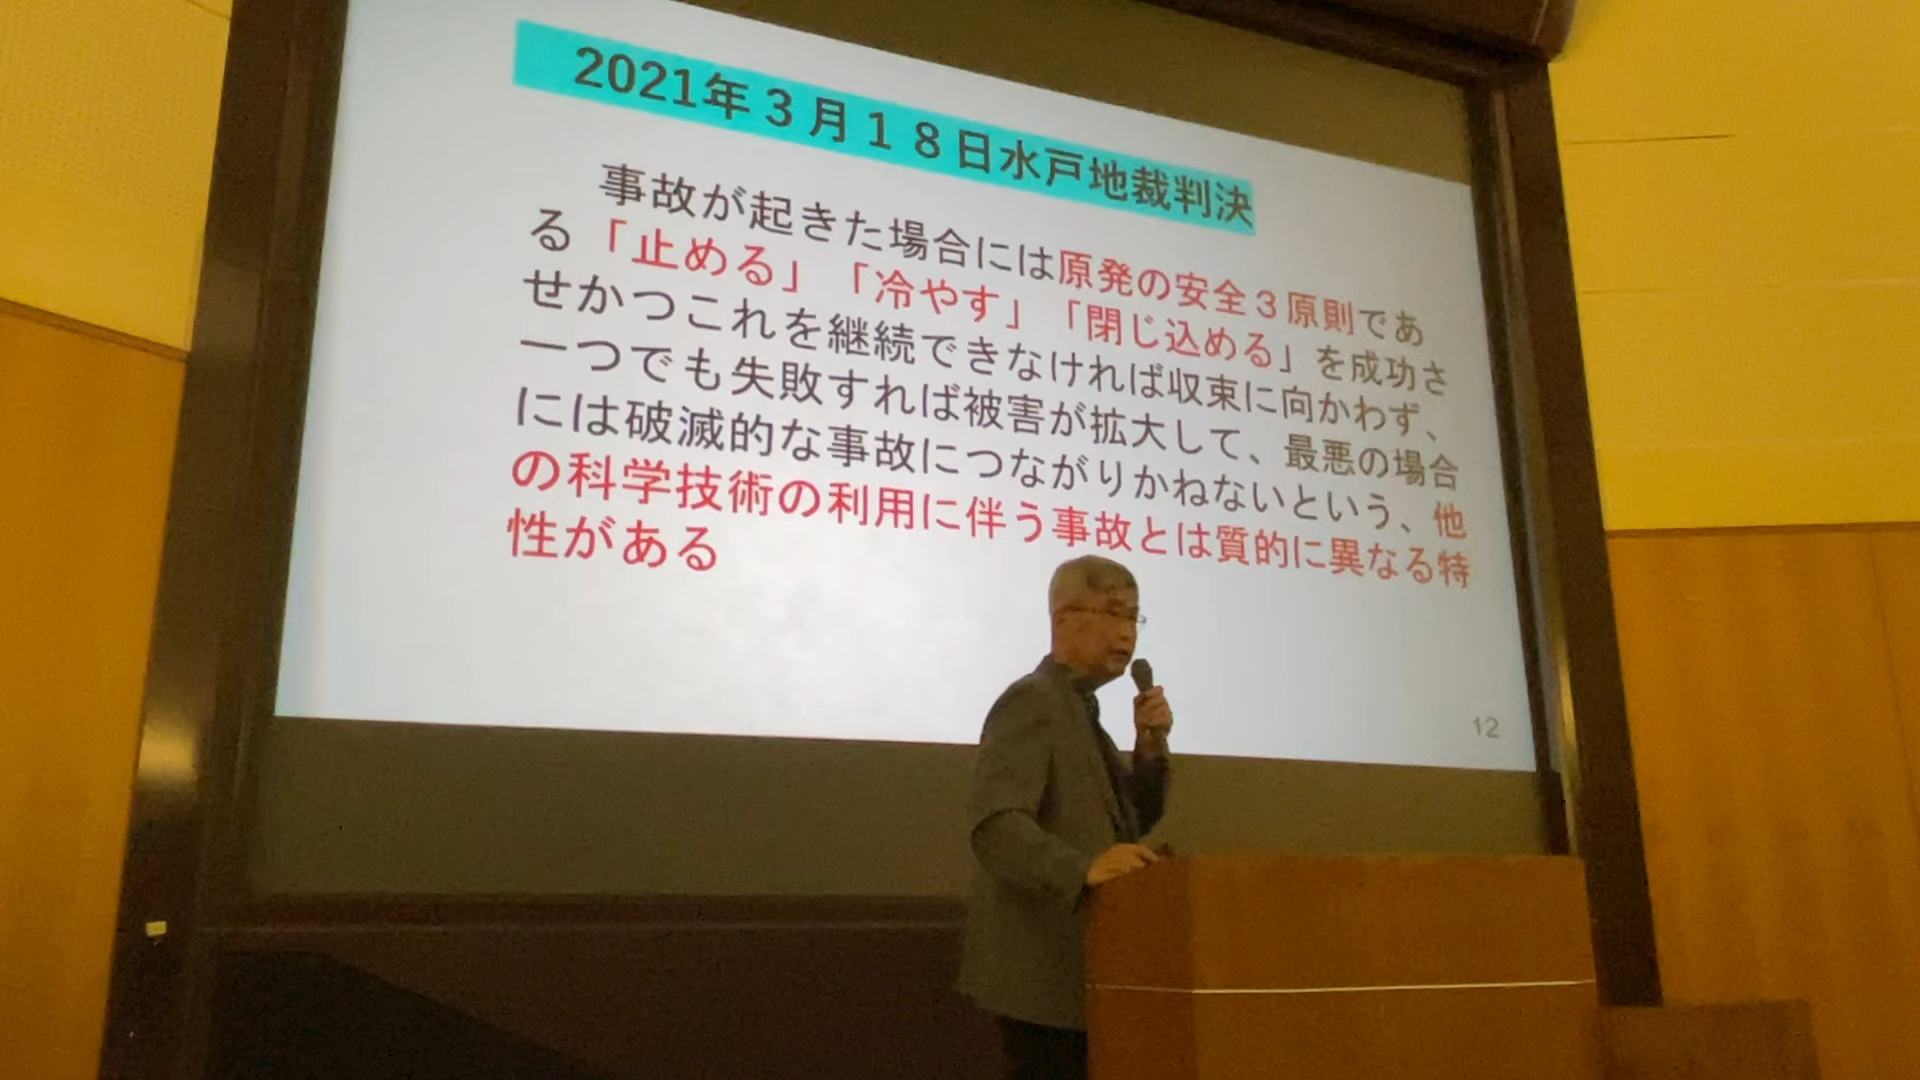 2021年３月１８日水戸地裁判決
事故が起きた場合には原発の安全３原則であ
る「止める」「冷やす」「閉じ込める」を成功さ
せかつこれを継続できなければ収束に向かわず、
一つでも失敗すれば被害が拡大して、最悪の場合
には破滅的な事故につながりかねないという、他
の科学技術の利用に伴う事故とは質的に異なる特
性がある
12